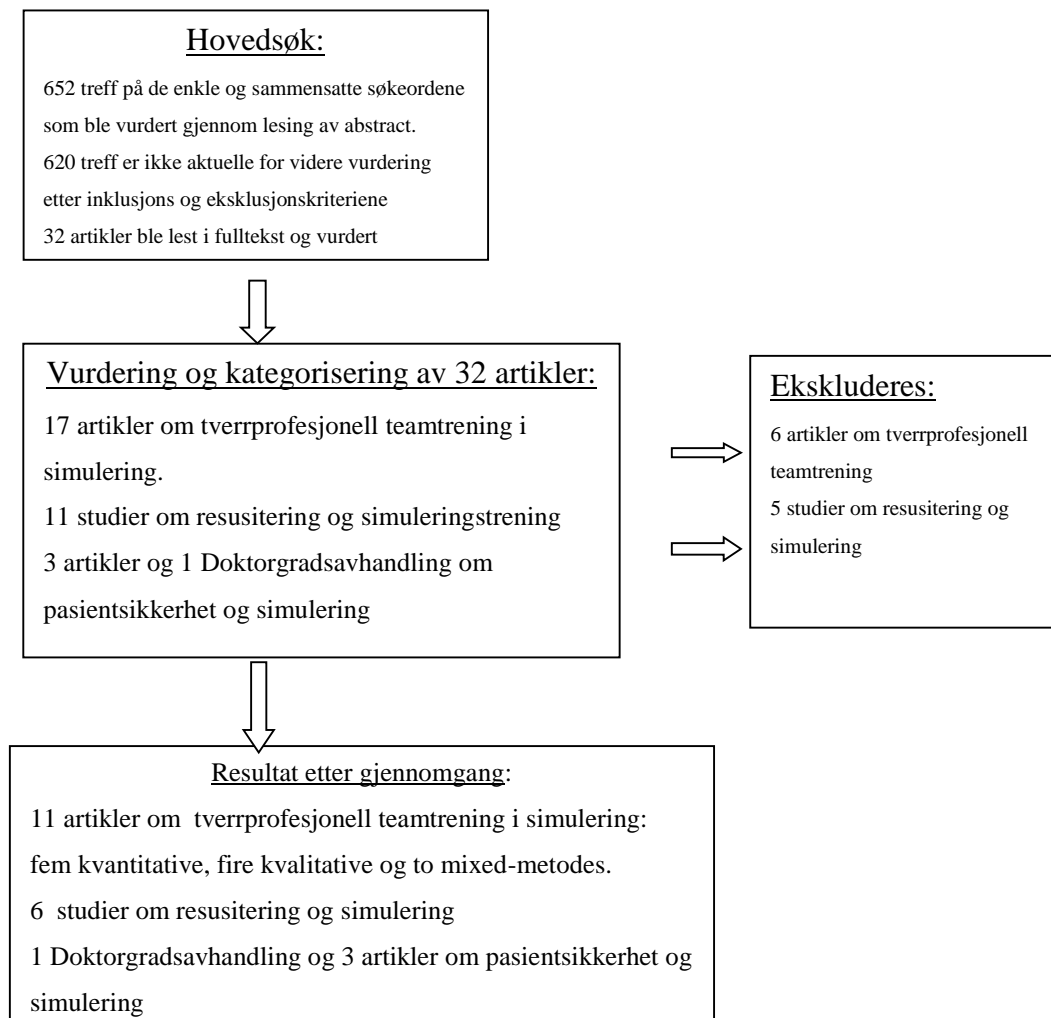 Hovedsøk:
652 treff på de enkle og sammensatte søkeordene
som ble vurdert gjennom lesing av abstract.
620 treff er ikke aktuelle for videre vurdering
etter inklusjons og eksklusjonskriteriene
32 artikler ble lest i fulltekst og vurdert
Vurdering og kategorisering av 32 artikler:
17 artikler om tverrprofesjonell teamtrening i
simulering.
11 studier om resusitering og simuleringstrening
3 artikler og 1 Doktorgradsavhandling om
pasientsikkerhet og simulering
Ekskluderes:
6 artikler om tverrprofesjonell
teamtrening
5 studier om resusitering og
simulering
Resultat etter gjennomgang:
11 artikler om tverrprofesjonell teamtrening i simulering:
fem kvantitative, fire kvalitative og to mixed-metodes.
6 studier om resusitering og simulering
1 Doktorgradsavhandling og 3 artikler om pasientsikkerhet og
simulering